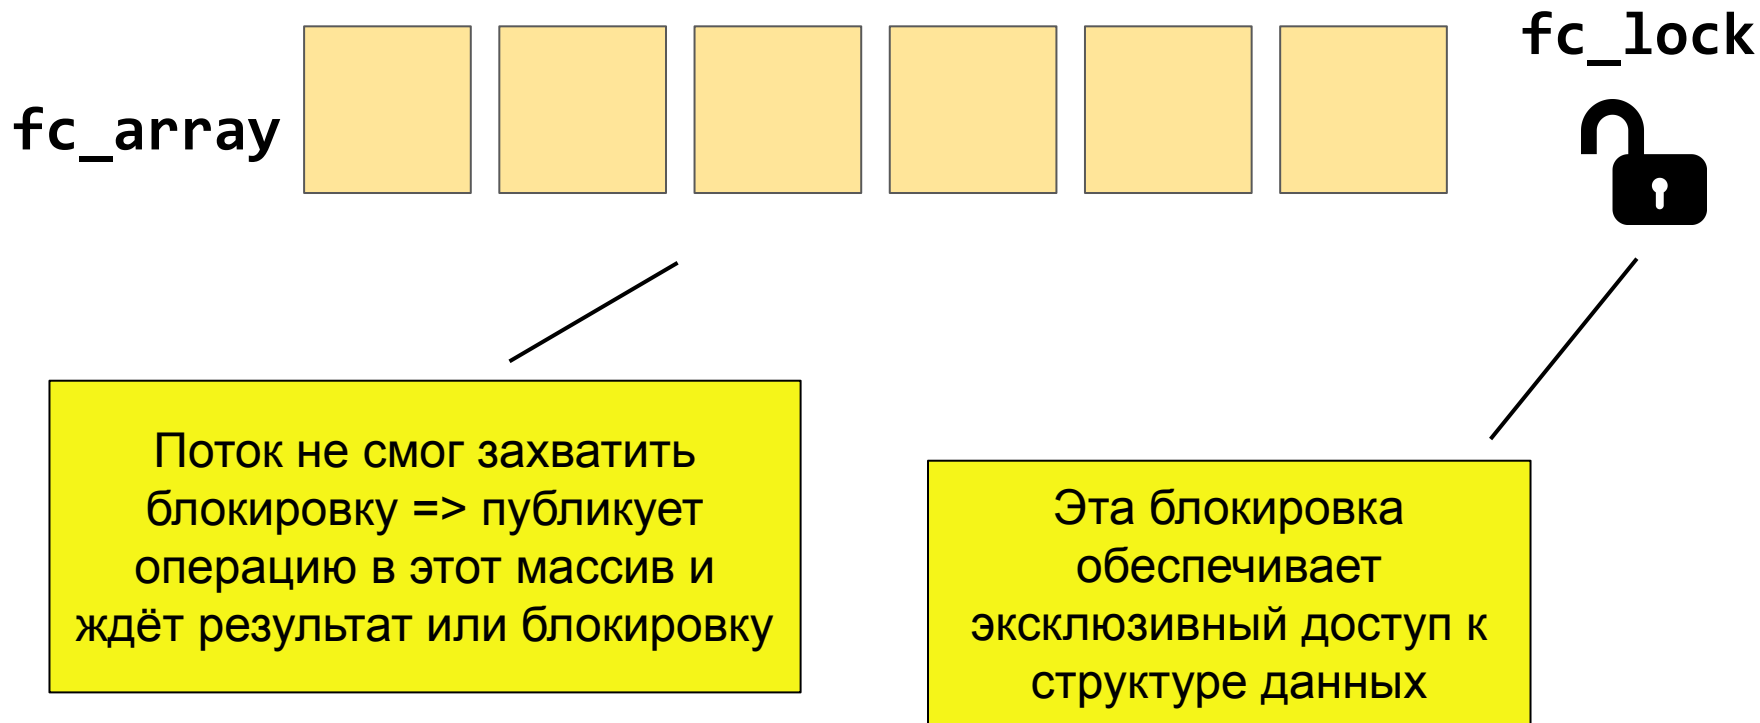 fc_lock
fc_array
Поток не смог захватить
блокировку => публикует
операцию в этот массив и
ждёт результат или блокировку
Эта блокировка
обеспечивает
эксклюзивный доступ к
структуре данных